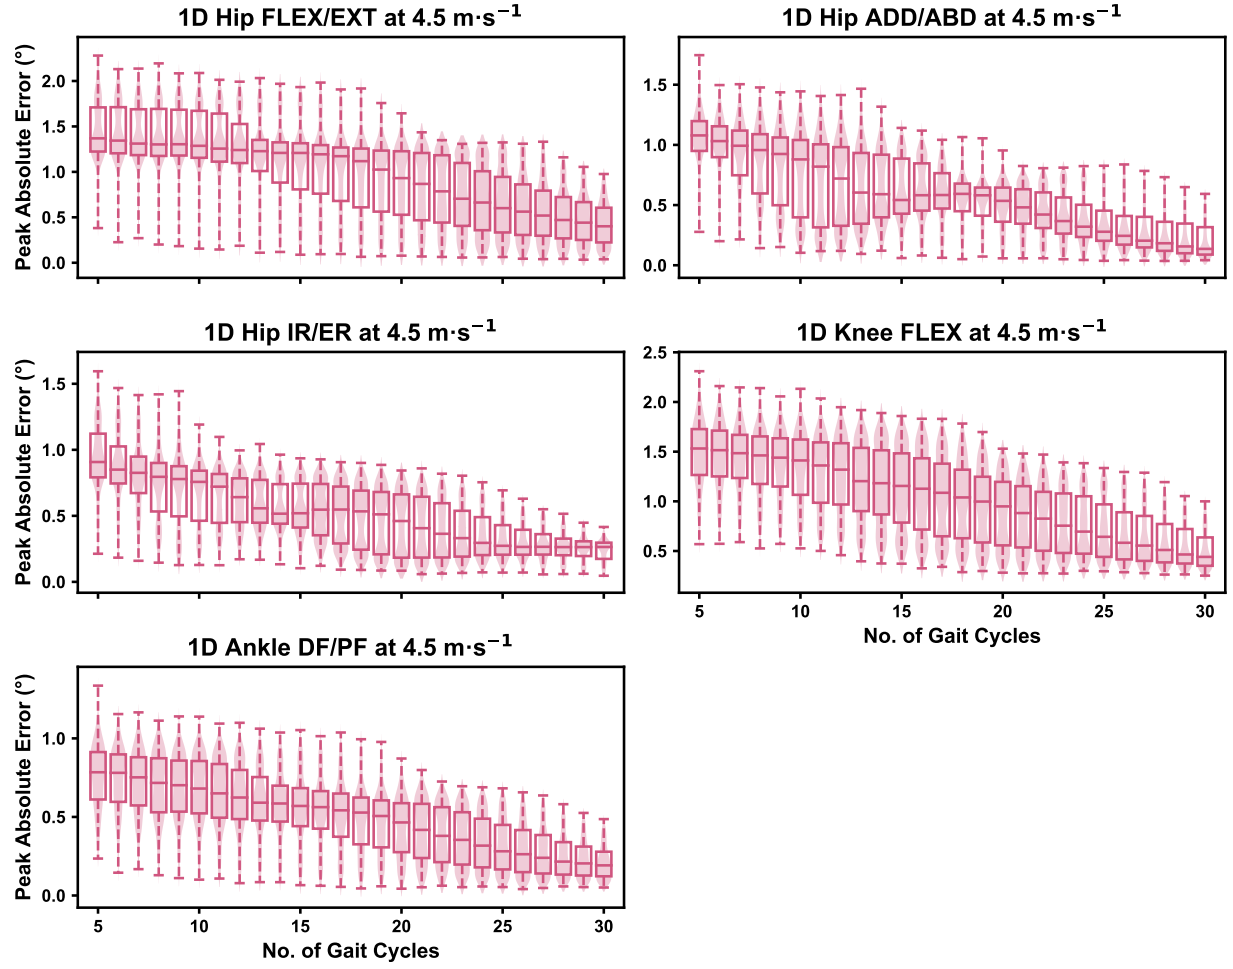 1D Hip FLEX/EXT at 4.5 m·s⁻¹
Peak Absolute Error (°)
2.0
1.5
1.0
0.5
0.0
1D Hip ADD/ABD at 4.5 m·s⁻¹
1.5
1.0
0.5
0.0
1D Hip IR/ER at 4.5 m·s⁻¹
Peak Absolute Error (°)
1.5
1.0
0.5
0.0
1D Knee FLEX at 4.5 m·s⁻¹
2.5
2.0
1.5
1.0
0.5
5 10 15 20 25 30
No. of Gait Cycles
1D Ankle DF/PF at 4.5 m·s⁻¹
Peak Absolute Error (°)
1.0
0.5
0.0
5 10 15 20 25 30
No. of Gait Cycles